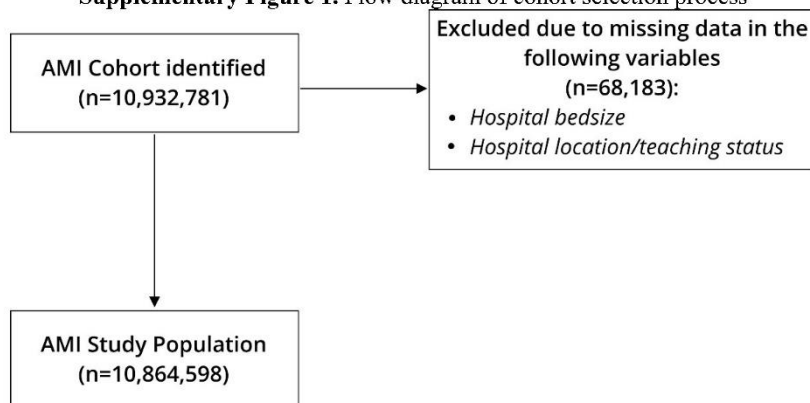 Supplementary Figure 1. Flow diagram of cohort selection process
AMI Cohort identified
(n=10,932,781)
Excluded due to missing data in the
following variables
(n=68,183):
• Hospital bedsize
• Hospital location/teaching status
AMI Study Population
(n=10,864,598)